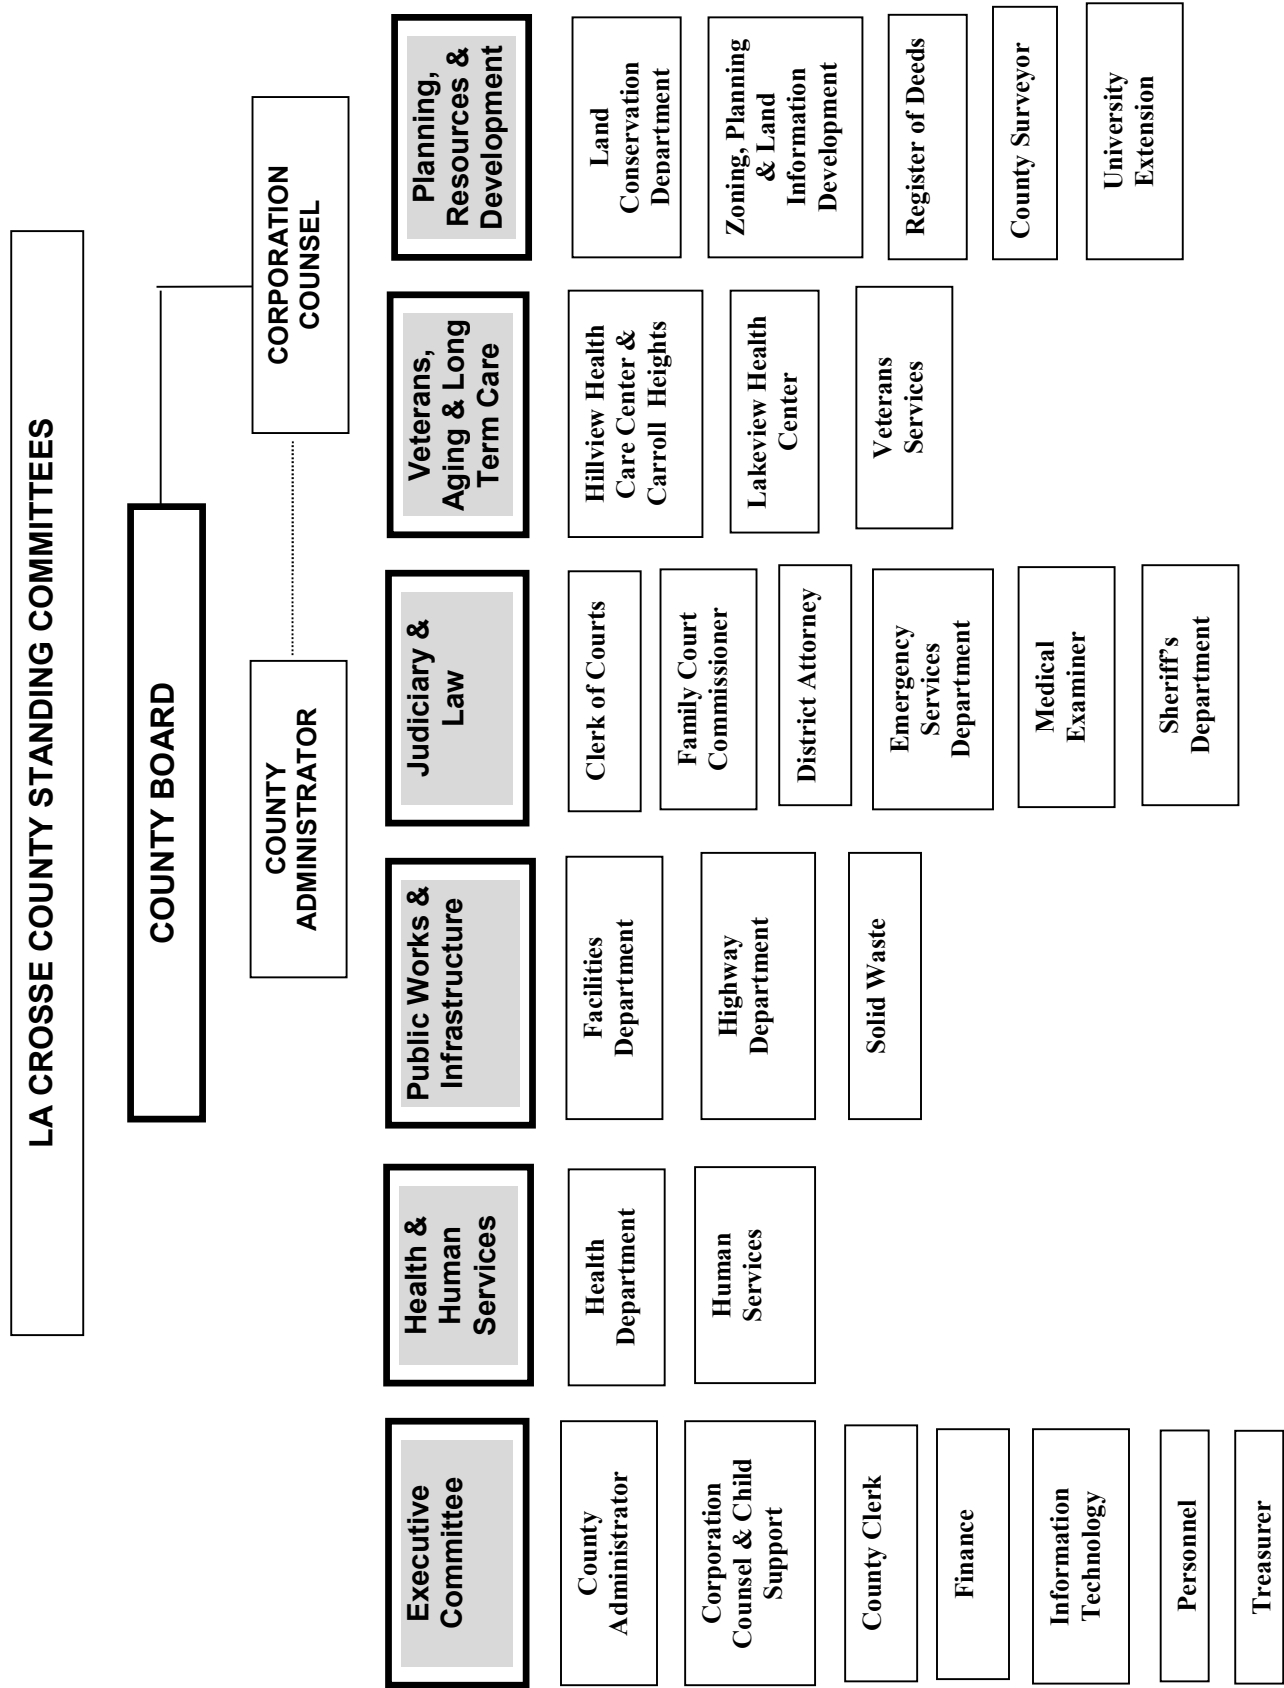 LA CROSSE COUNTY STANDING COMMITTEES
COUNTY BOARD
COUNTY
ADMINISTRATOR
CORPORATION
COUNSEL
Executive
Committee
County
Administrator
Corporation
Counsel & Child
Support
County Clerk
Finance
Information
Technology
Personnel
Treasurer
Health &
Human
Services
Health
Department
Human
Services
Public Works &
Infrastructure
Facilities
Department
Highway
Department
Solid Waste
Judiciary &
Law
Clerk of Courts
Family Court
Commissioner
District Attorney
Emergency
Services
Department
Medical
Examiner
Sheriff's
Department
Veterans,
Aging & Long
Term Care
Hillview Health
Care Center &
Carroll Heights
Lakeview Health
Center
Veterans
Services
Planning,
Resources &
Development
Land
Conservation
Department
Zoning, Planning
& Land
Information
Development
Register of Deeds
County Surveyor
University
Extension